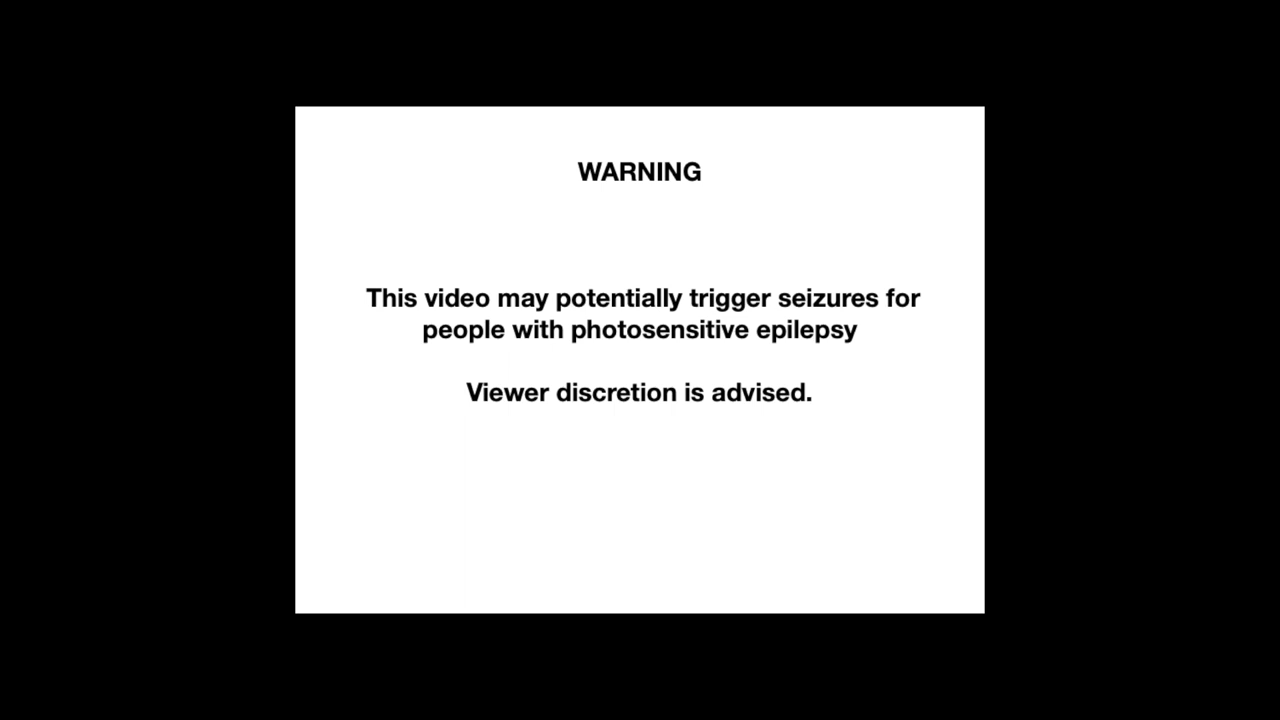 WARNING
This video may potentially trigger seizures for
people with photosensitive epilepsy
Viewer discretion is advised.